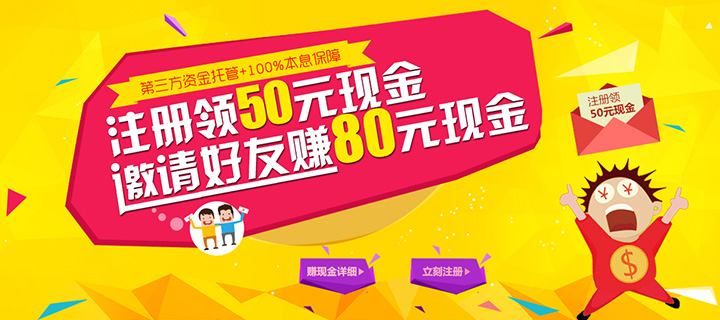 第三方资金托管+100%本息保障
注册领50元现金
邀请好友赚80元现金
注册领
50元现金
¥ ¥
$
赚现金详细
立刻注册